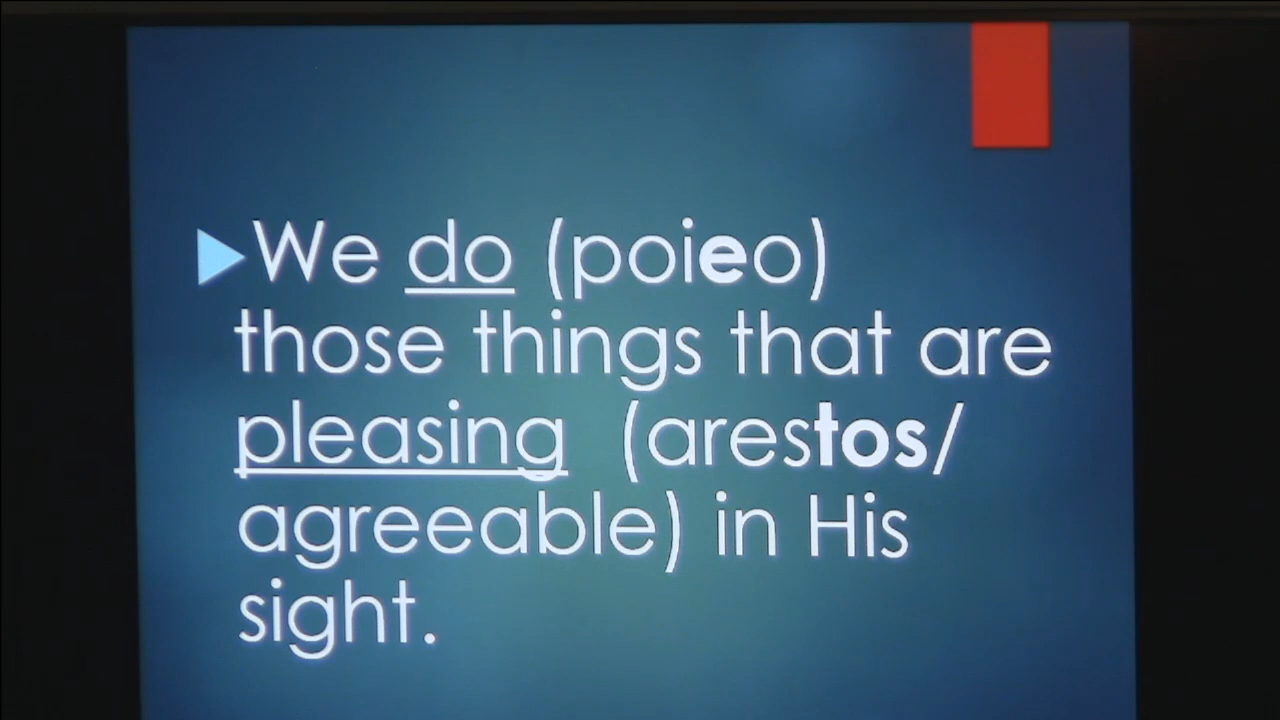 We do (poieo)
those things that are
pleasing (arestos/
agreeable) in His
sight.